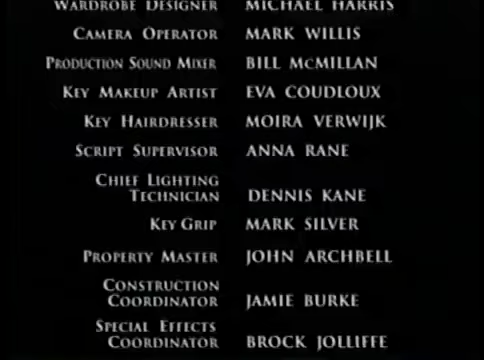 WARDROBE DESIGNER MICHAEL HARRIS
CAMERA OPERATOR MARK WILLIS
PRODUCTION SOUND MIXER BILL MCMILLAN
KEY MAKEUP ARTIST EVA COUDLOUX
KEY HAIRDRESSER MOIRA VERWIJK
SCRIPT SUPERVISOR ANNA RANE
CHIEF LIGHTING
TECHNICIAN DENNIS KANE
KEY GRIP MARK SILVER
PROPERTY MASTER JOHN ARCHBELL
CONSTRUCTION
COORDINATOR JAMIE BURKE
SPECIAL EFFECTS
COORDINATOR BROCK JOLLIFFE